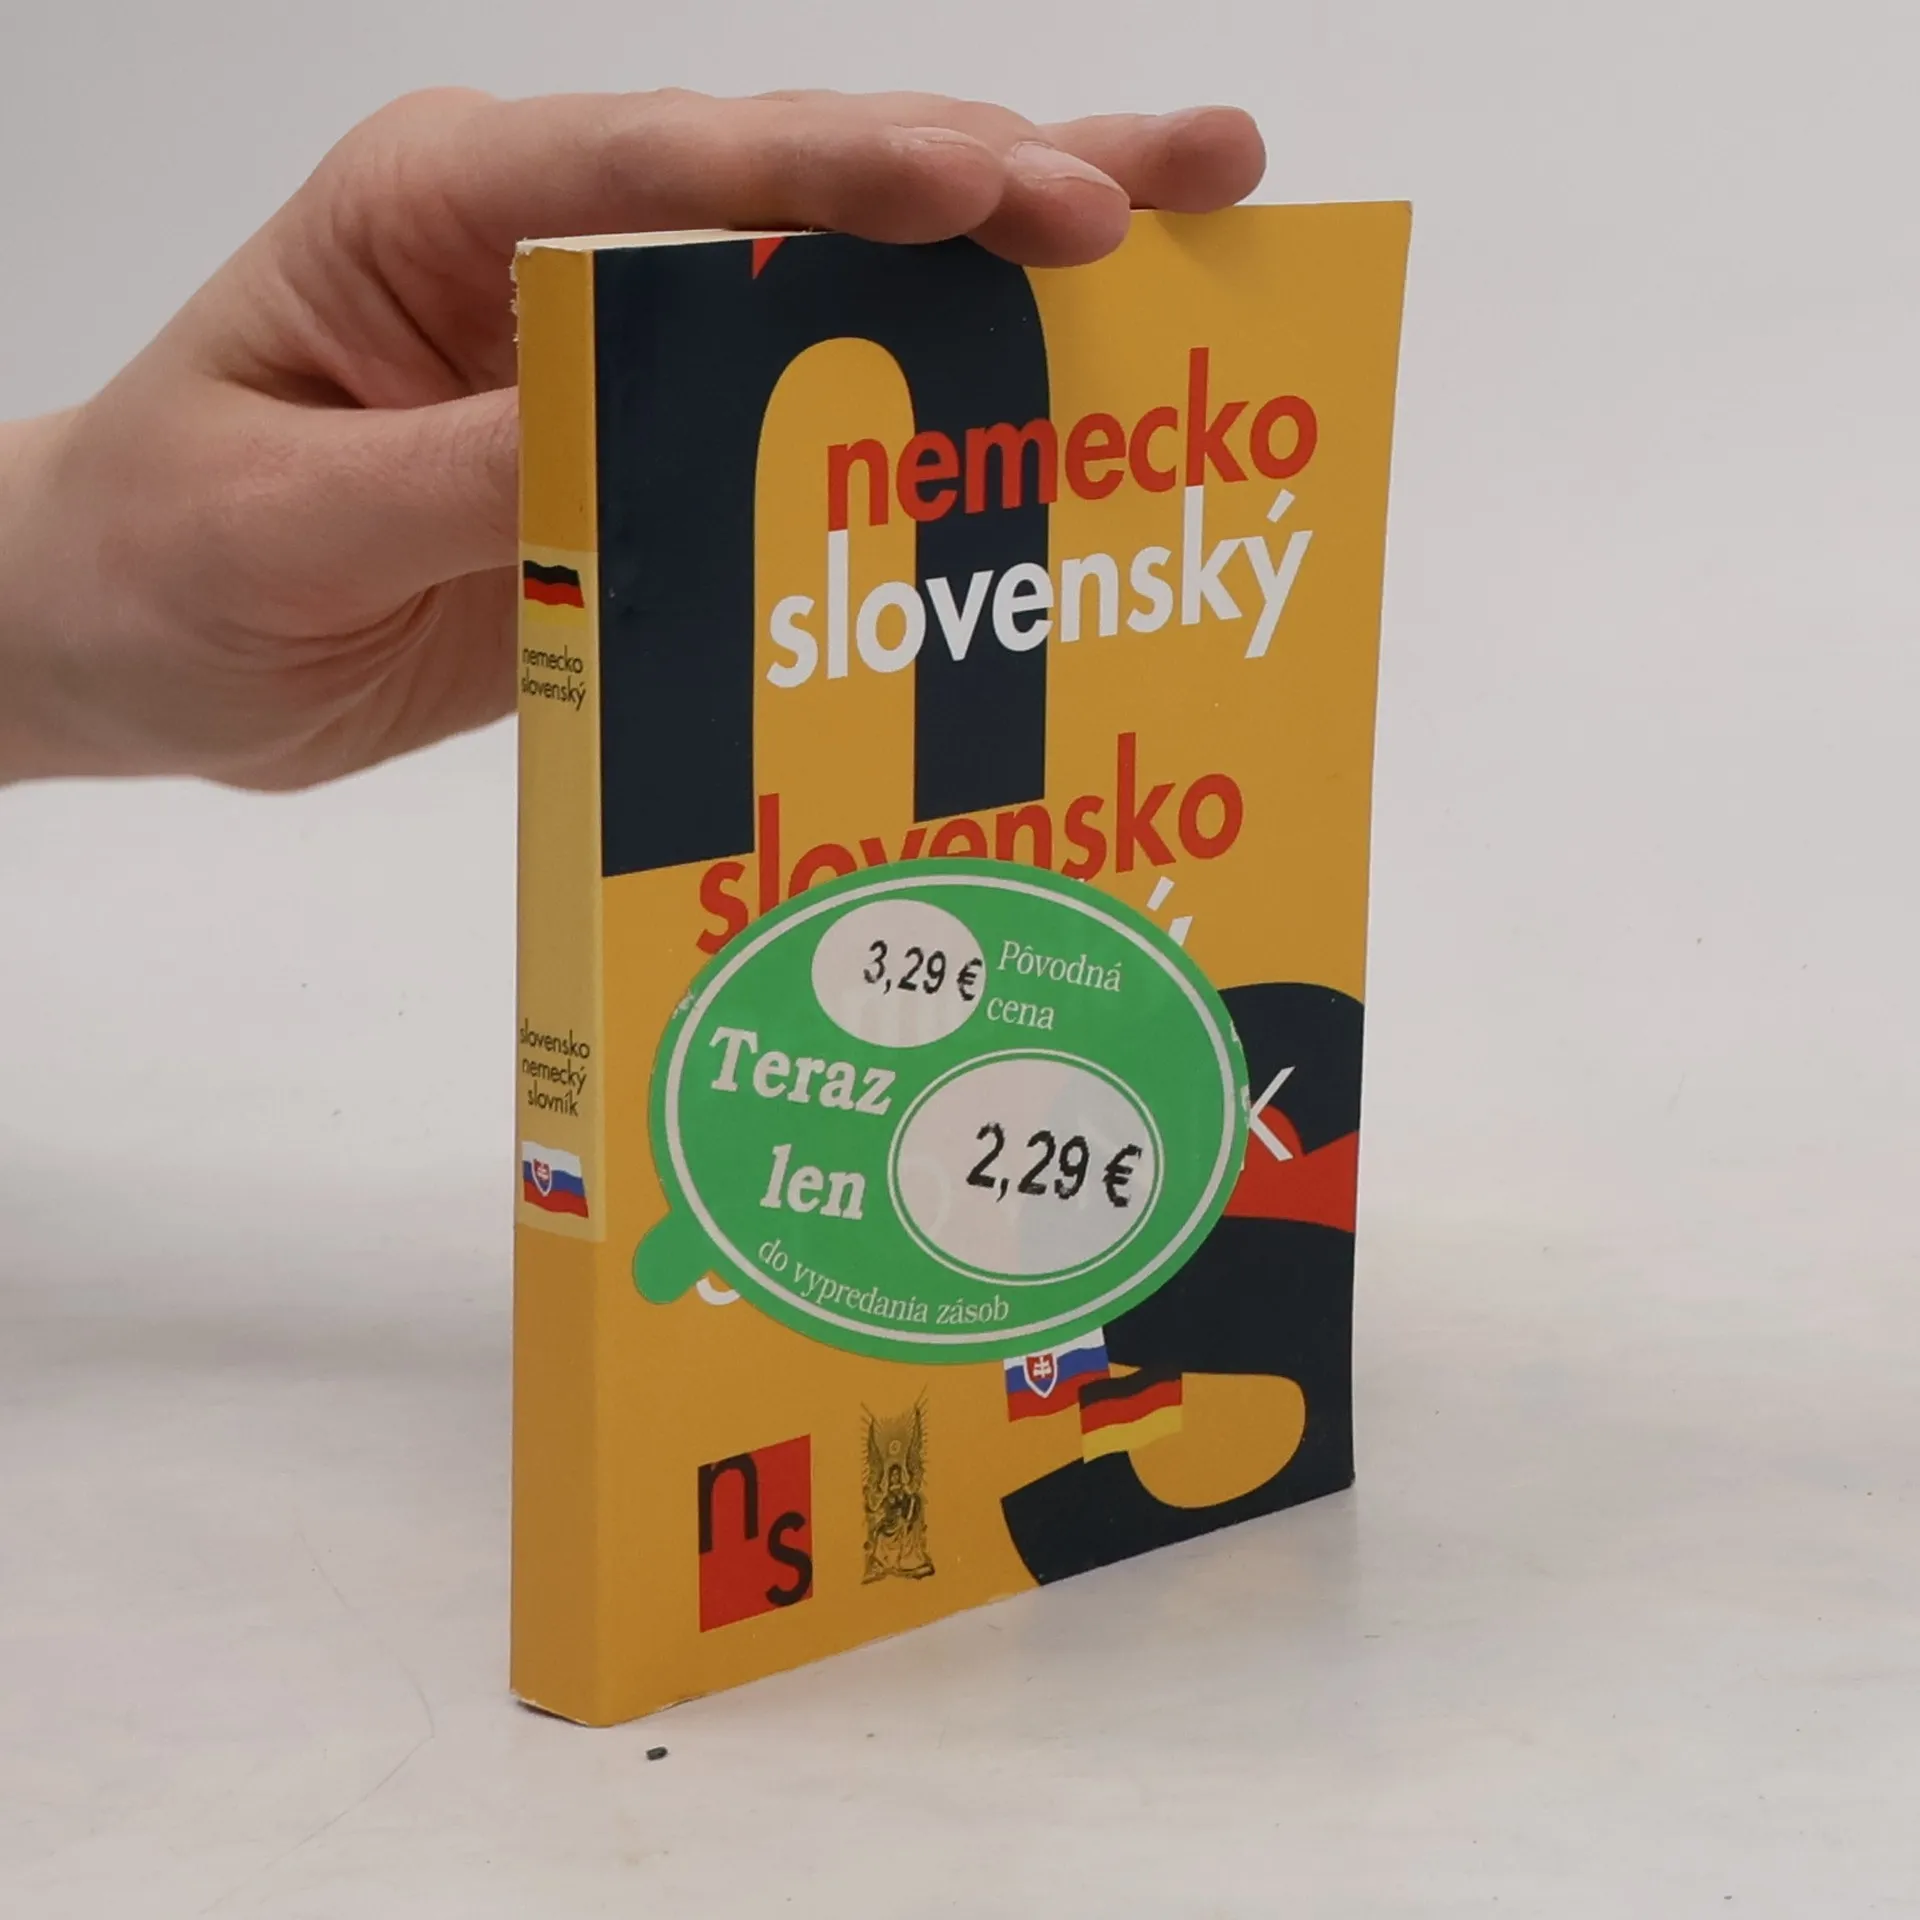 nemecko
slovenský
slovensko
3,29 €
Pôvodná
cena
Teraz
len
2,29 €
do vypredania zásob
n
s
nemecko
slovenský
slovensko
nemecký
slovník